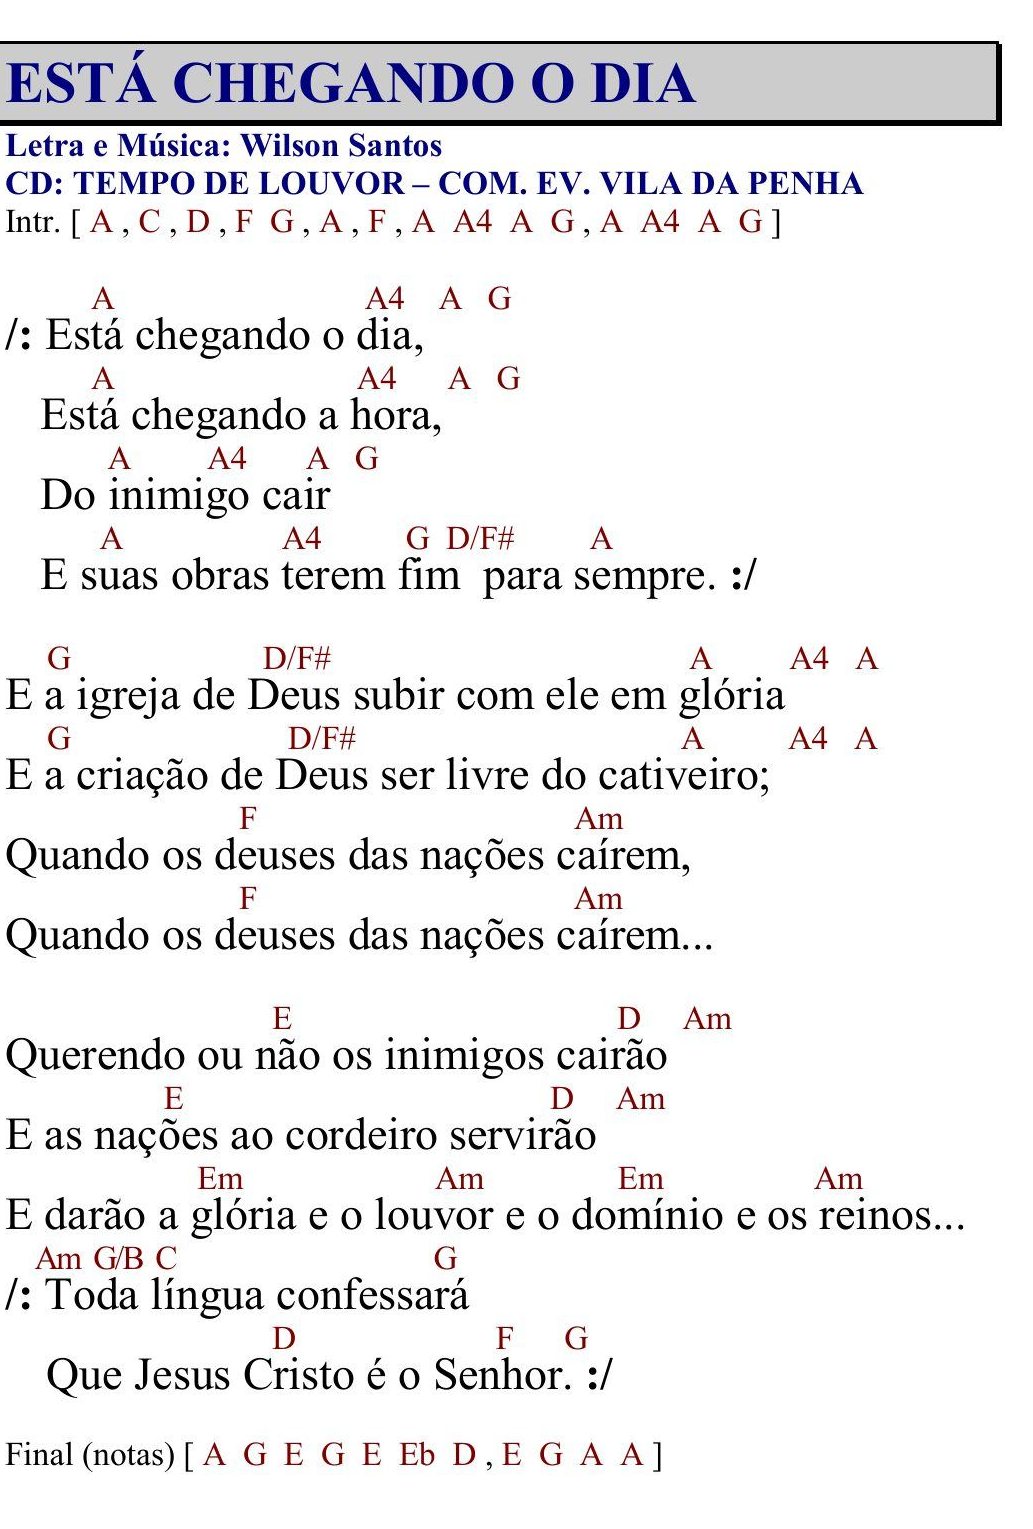 ESTÁ CHEGANDO O DIA
Letra e Música: Wilson Santos
CD: TEMPO DE LOUVOR – COM. EV. VILA DA PENHA
Intr. [ A , C , D , F G , A , F , A A4 A G , A A4 A G ]
A A4 A G
/: Está chegando o dia,
A A4 A G
Está chegando a hora,
A A4 A G
Do inimigo cair
A A4 G D/F# A
E suas obras terem fim para sempre. :/
G D/F# A A4 A
E a igreja de Deus subir com ele em glória
G D/F# A A4 A
E a criação de Deus ser livre do cativeiro;
F Am
Quando os deuses das nações caírem,
F Am
Quando os deuses das nações caírem...
E D Am
Querendo ou não os inimigos cairão
E D Am
E as nações ao cordeiro servirão
Em Am Em Am
E darão a glória e o louvor e o domínio e os reinos...
Am G/B C G
/: Toda língua confessará
D F G
Que Jesus Cristo é o Senhor. :/
Final (notas) [ A G E G E Eb D , E G A A ]